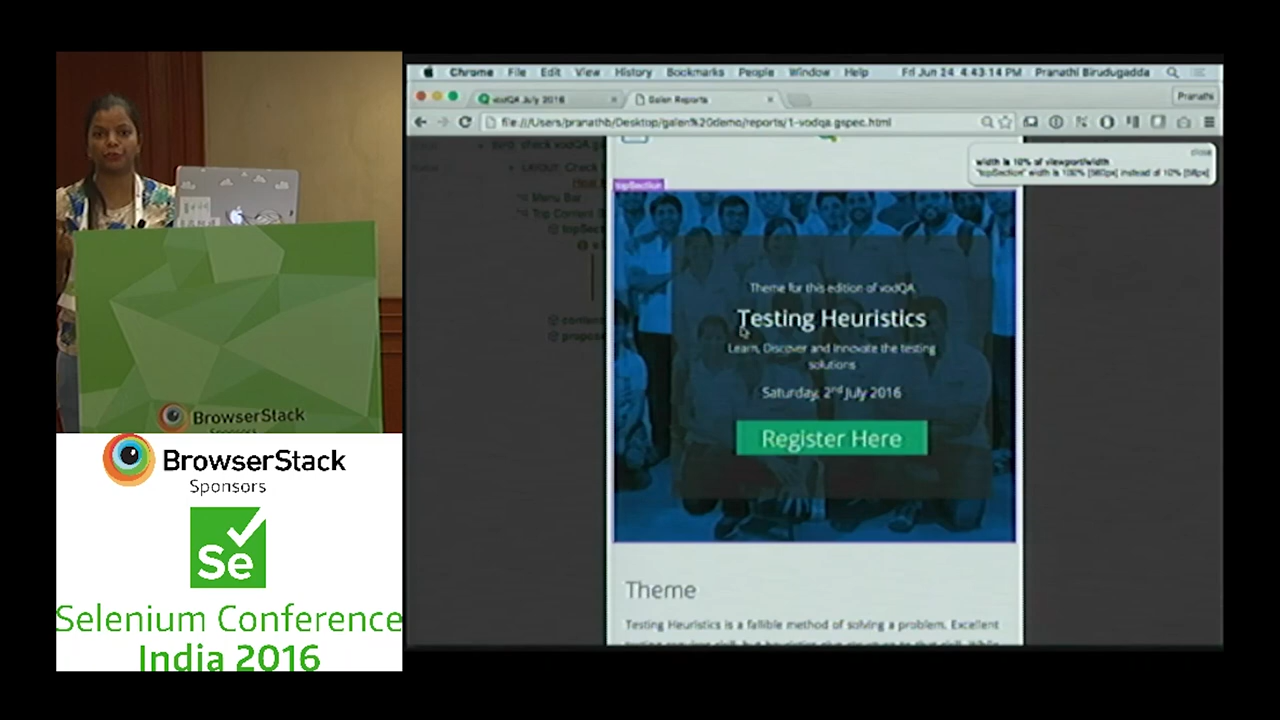 BrowserStack
BrowserStack
Sponsors
Se
Selenium Conference
India 2016
Chrome File Edit View History Bookmarks People Window Help Fri Jun 24 4:43:14 PM Pranathi Birudugadda
vodQA July 2016
Galen Reports
Pranathi
file:///Users/pranathb/Desktop/galen%20demo/reports/1-vodqa.gspec.html
close
width is 10% of viewport/width
"topSection" width is 100% instead of 10%
topSection
Menu Bar
Theme for this edition of vodQA
Testing Heuristics
Learn, Discover and Innovate the testing
solutions
Saturday, 2nd July 2016
Register Here
Theme
Testing Heuristics is a fallible method of solving a problem. Excellent